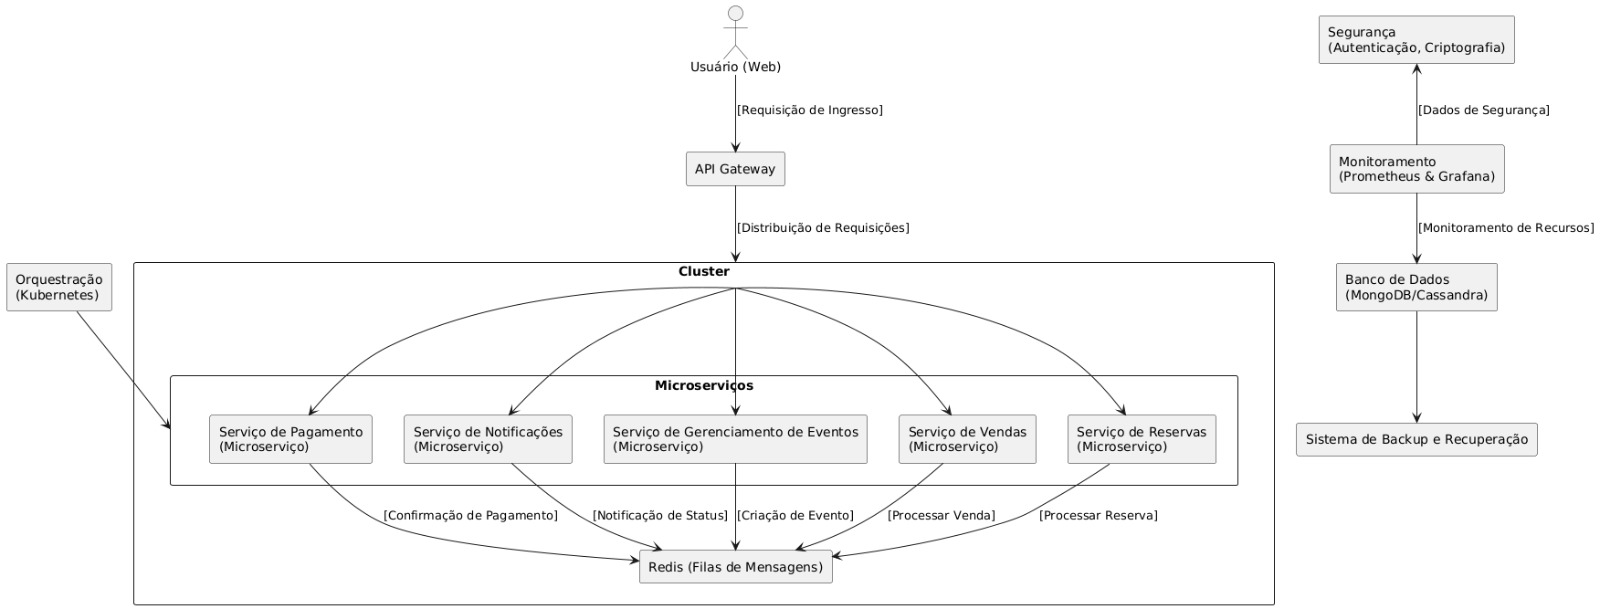 Usuário (Web)
[Requisição de Ingresso]
API Gateway
[Distribuição de Requisições]
Orquestração
(Kubernetes)
Cluster
Microserviços
Serviço de Pagamento
(Microserviço)
Serviço de Notificações
(Microserviço)
Serviço de Gerenciamento de Eventos
(Microserviço)
Serviço de Vendas
(Microserviço)
Serviço de Reservas
(Microserviço)
[Confirmação de Pagamento]
[Notificação de Status]
[Criação de Evento]
[Processar Venda]
[Processar Reserva]
Redis (Filas de Mensagens)
Segurança
(Autenticação, Criptografia)
[Dados de Segurança]
Monitoramento
(Prometheus & Grafana)
[Monitoramento de Recursos]
Banco de Dados
(MongoDB/Cassandra)
Sistema de Backup e Recuperação